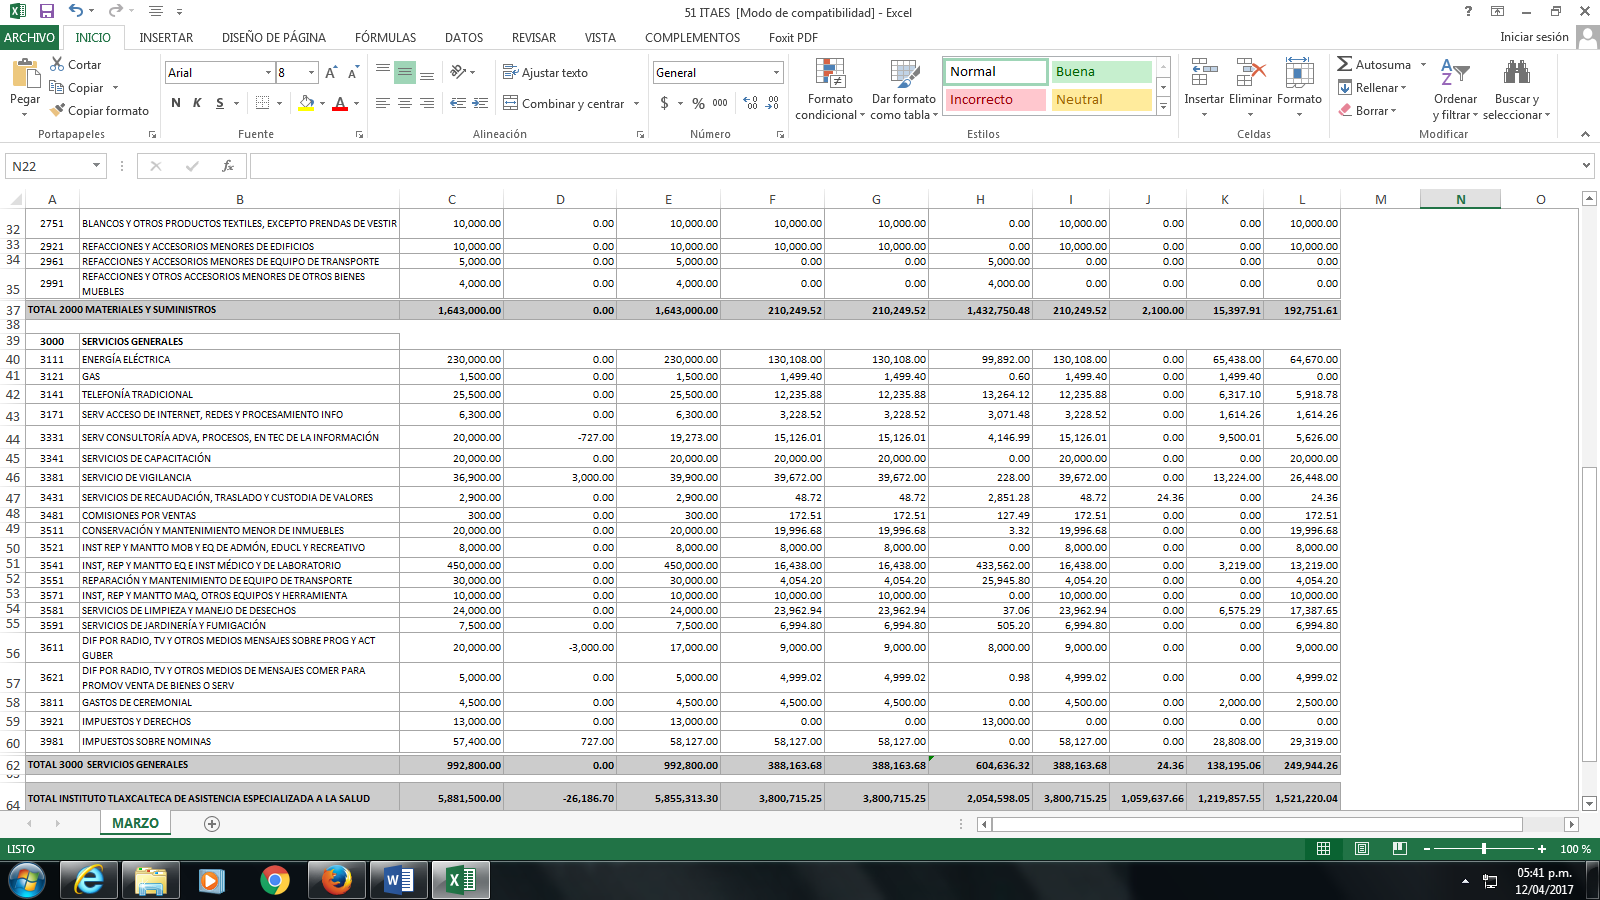 51 ITAES [Modo de compatibilidad] - Excel
ARCHIVO INICIO INSERTAR DISEÑO DE PÁGINA FÓRMULAS DATOS REVISAR VISTA COMPLEMENTOS Foxit PDF Iniciar sesión
Pegar
Cortar
Copiar
Copiar formato
Portapapeles
Arial 8
N K S
Fuente
Ajustar texto
Combinar y centrar
Alineación
General
$ % 000
Número
Formato condicional
Dar formato como tabla
Normal Buena
Incorrecto Neutral
Estilos
Insertar Eliminar Formato
Celdas
Autosuma
Rellenar
Borrar
Ordenar y filtrar
Buscar y seleccionar
Modificar
N22 fx
A B C D E F G H I J K L M N O
32 2751 BLANCOS Y OTROS PRODUCTOS TEXTILES, EXCEPTO PRENDAS DE VESTIR 10,000.00 0.00 10,000.00 10,000.00 10,000.00 0.00 10,000.00 0.00 0.00 10,000.00
33 2921 REFACCIONES Y ACCESORIOS MENORES DE EDIFICIOS 10,000.00 0.00 10,000.00 10,000.00 10,000.00 0.00 10,000.00 0.00 0.00 10,000.00
34 2961 REFACCIONES Y ACCESORIOS MENORES DE EQUIPO DE TRANSPORTE 5,000.00 0.00 5,000.00 0.00 0.00 5,000.00 0.00 0.00 0.00 0.00
35 2991 REFACCIONES Y OTROS ACCESORIOS MENORES DE OTROS BIENES MUEBLES 4,000.00 0.00 4,000.00 0.00 0.00 4,000.00 0.00 0.00 0.00 0.00
37 TOTAL 2000 MATERIALES Y SUMINISTROS 1,643,000.00 0.00 1,643,000.00 210,249.52 210,249.52 1,432,750.48 210,249.52 2,100.00 15,397.91 192,751.61
38
39 3000 SERVICIOS GENERALES
40 3111 ENERGÍA ELÉCTRICA 230,000.00 0.00 230,000.00 130,108.00 130,108.00 99,892.00 130,108.00 0.00 65,438.00 64,670.00
41 3121 GAS 1,500.00 0.00 1,500.00 1,499.40 1,499.40 0.60 1,499.40 0.00 1,499.40 0.00
42 3141 TELEFONÍA TRADICIONAL 25,500.00 0.00 25,500.00 12,235.88 12,235.88 13,264.12 12,235.88 0.00 6,317.10 5,918.78
43 3171 SERV ACCESO DE INTERNET, REDES Y PROCESAMIENTO INFO 6,300.00 0.00 6,300.00 3,228.52 3,228.52 3,071.48 3,228.52 0.00 1,614.26 1,614.26
44 3331 SERV CONSULTORÍA ADVA, PROCESOS, EN TEC DE LA INFORMACIÓN 20,000.00 -727.00 19,273.00 15,126.01 15,126.01 4,146.99 15,126.01 0.00 9,500.01 5,626.00
45 3341 SERVICIOS DE CAPACITACIÓN 20,000.00 0.00 20,000.00 20,000.00 20,000.00 0.00 20,000.00 0.00 0.00 20,000.00
46 3381 SERVICIO DE VIGILANCIA 36,900.00 3,000.00 39,900.00 39,672.00 39,672.00 228.00 39,672.00 0.00 13,224.00 26,448.00
47 3431 SERVICIOS DE RECAUDACIÓN, TRASLADO Y CUSTODIA DE VALORES 2,900.00 0.00 2,900.00 48.72 48.72 2,851.28 48.72 24.36 0.00 24.36
48 3481 COMISIONES POR VENTAS 300.00 0.00 300.00 172.51 172.51 127.49 172.51 0.00 0.00 172.51
49 3511 CONSERVACIÓN Y MANTENIMIENTO MENOR DE INMUEBLES 20,000.00 0.00 20,000.00 19,996.68 19,996.68 3.32 19,996.68 0.00 0.00 19,996.68
50 3521 INST REP Y MANTTO MOB Y EQ DE ADMÓN, EDUCL Y RECREATIVO 8,000.00 0.00 8,000.00 8,000.00 8,000.00 0.00 8,000.00 0.00 0.00 8,000.00
51 3541 INST, REP Y MANTTO EQ E INST MÉDICO Y DE LABORATORIO 450,000.00 0.00 450,000.00 16,438.00 16,438.00 433,562.00 16,438.00 0.00 3,219.00 13,219.00
52 3551 REPARACIÓN Y MANTENIMIENTO DE EQUIPO DE TRANSPORTE 30,000.00 0.00 30,000.00 4,054.20 4,054.20 25,945.80 4,054.20 0.00 0.00 4,054.20
53 3571 INST, REP Y MANTTO MAQ, OTROS EQUIPOS Y HERRAMIENTA 10,000.00 0.00 10,000.00 10,000.00 10,000.00 0.00 10,000.00 0.00 0.00 10,000.00
54 3581 SERVICIOS DE LIMPIEZA Y MANEJO DE DESECHOS 24,000.00 0.00 24,000.00 23,962.94 23,962.94 37.06 23,962.94 0.00 6,575.29 17,387.65
55 3591 SERVICIOS DE JARDINERÍA Y FUMIGACIÓN 7,500.00 0.00 7,500.00 6,994.80 6,994.80 505.20 6,994.80 0.00 0.00 6,994.80
56 3611 DIF POR RADIO, TV Y OTROS MEDIOS MENSAJES SOBRE PROG Y ACT GUBER 20,000.00 -3,000.00 17,000.00 9,000.00 9,000.00 8,000.00 9,000.00 0.00 0.00 9,000.00
57 3621 DIF POR RADIO, TV Y OTROS MEDIOS DE MENSAJES COMER PARA PROMOV VENTA DE BIENES O SERV 5,000.00 0.00 5,000.00 4,999.02 4,999.02 0.98 4,999.02 0.00 0.00 4,999.02
58 3811 GASTOS DE CEREMONIAL 4,500.00 0.00 4,500.00 4,500.00 4,500.00 0.00 4,500.00 0.00 2,000.00 2,500.00
59 3921 IMPUESTOS Y DERECHOS 13,000.00 0.00 13,000.00 0.00 0.00 13,000.00 0.00 0.00 0.00 0.00
60 3981 IMPUESTOS SOBRE NOMINAS 57,400.00 727.00 58,127.00 58,127.00 58,127.00 0.00 58,127.00 0.00 28,808.00 29,319.00
62 TOTAL 3000 SERVICIOS GENERALES 992,800.00 0.00 992,800.00 388,163.68 388,163.68 604,636.32 388,163.68 24.36 138,195.06 249,944.26
64 TOTAL INSTITUTO TLAXCALTECA DE ASISTENCIA ESPECIALIZADA A LA SALUD 5,881,500.00 -26,186.70 5,855,313.30 3,800,715.25 3,800,715.25 2,054,598.05 3,800,715.25 1,059,637.66 1,219,857.55 1,521,220.04
MARZO
LISTO 100 %
05:41 p.m.
12/04/2017